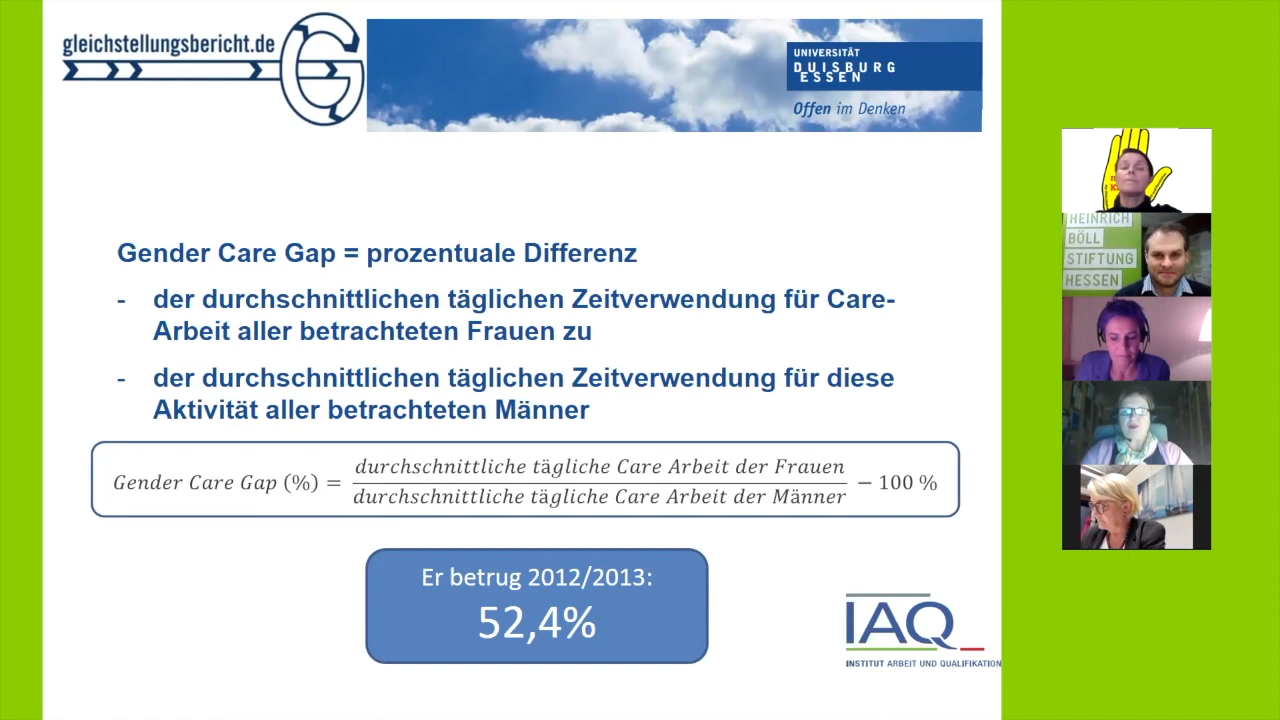 gleichstellungsbericht.de
G
UNIVERSITÄT
DUISBURG
ESSEN
Offen im Denken
Gender Care Gap = prozentuale Differenz
- der durchschnittlichen täglichen Zeitverwendung für Care-
Arbeit aller betrachteten Frauen zu
- der durchschnittlichen täglichen Zeitverwendung für diese
Aktivität aller betrachteten Männer
Gender Care Gap (%) = durchschnittliche tägliche Care Arbeit der Frauen
durchschnittliche tägliche Care Arbeit der Männer − 100 %
Er betrug 2012/2013:
52,4%
IAQ
INSTITUT ARBEIT UND QUALIFIKATION
HEINRICH
BÖLL
STIFTUNG
HESSEN